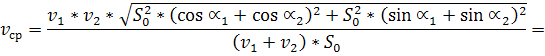 v_ср = (v_1 * v_2 * √(S_0^2 * (cos ∝_1 + cos ∝_2)^2 + S_0^2 * (sin ∝_1 + sin ∝_2)^2)) / ((v_1 + v_2) * S_0) =